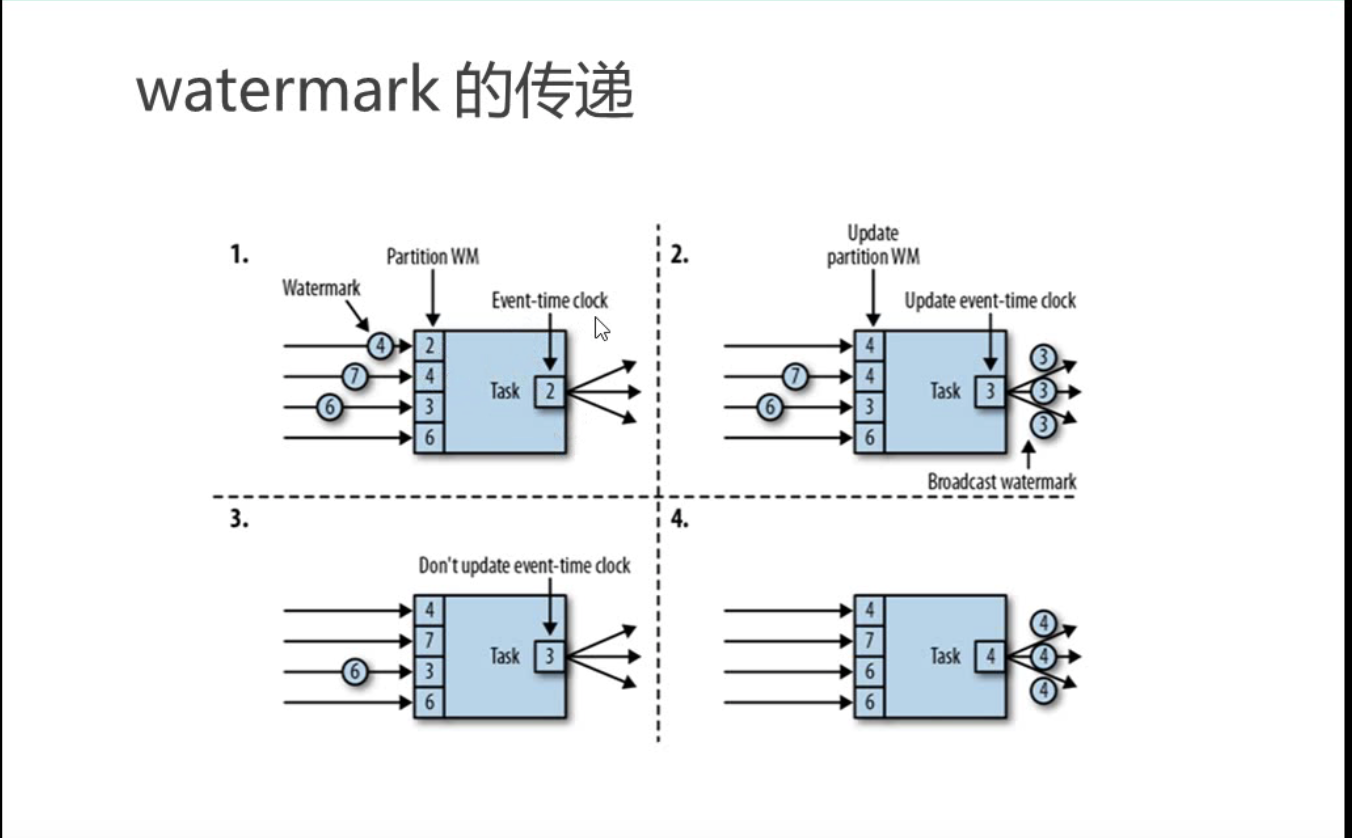 watermark 的传递
1.
Partition WM
Watermark
Event-time clock
4
2
7
4
6
3
6
Task
2
2.
Update
partition WM
Update event-time clock
4
7
4
6
3
6
Task
3
3
3
3
Broadcast watermark
3.
Don't update event-time clock
4
7
6
3
6
Task
3
4.
4
7
6
6
Task
4
4
4
4